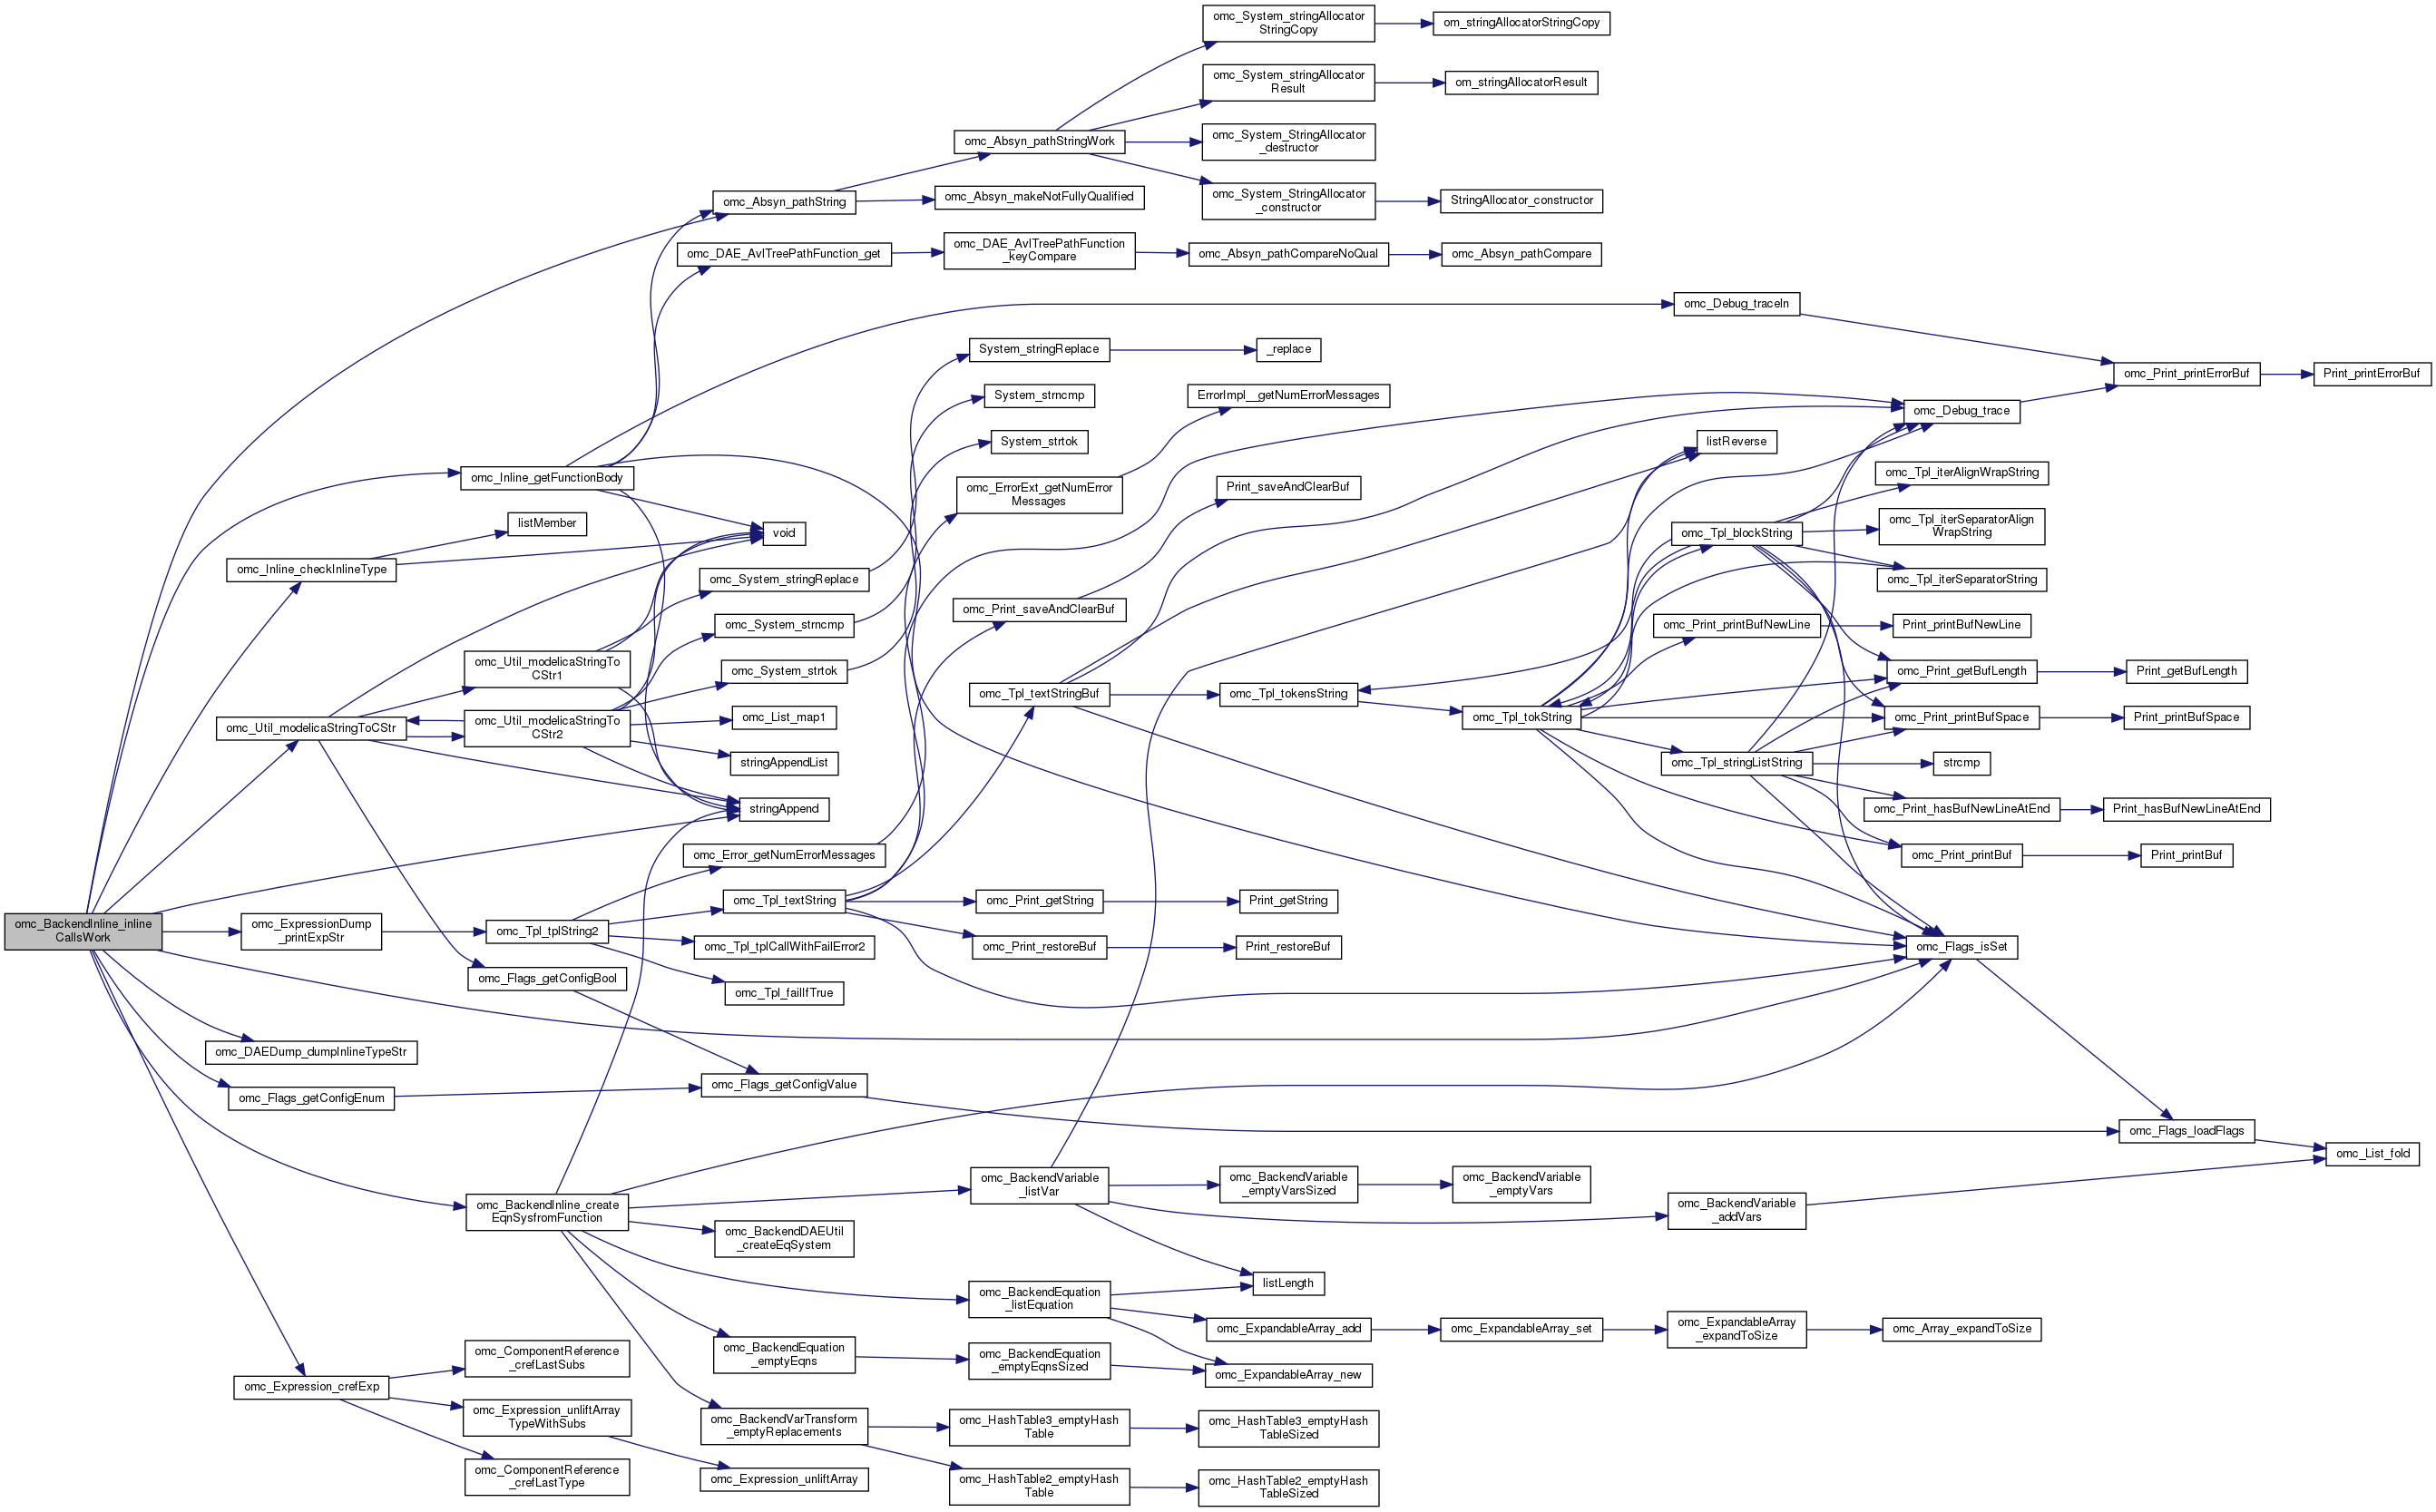 omc_BackendInline_inline
CallsWork
omc_Absyn_pathString
omc_Absyn_pathStringWork
omc_System_stringAllocator
StringCopy
om_stringAllocatorStringCopy
omc_System_stringAllocator
Result
om_stringAllocatorResult
omc_System_StringAllocator
_destructor
omc_System_StringAllocator
_constructor
StringAllocator_constructor
omc_Absyn_makeNotFullyQualified
omc_DAE_AvlTreePathFunction_get
omc_DAE_AvlTreePathFunction
_keyCompare
omc_Absyn_pathCompareNoQual
omc_Absyn_pathCompare
omc_Debug_traceln
omc_Print_printErrorBuf
Print_printErrorBuf
omc_Inline_getFunctionBody
void
listMember
omc_Inline_checkInlineType
System_stringReplace
_replace
System_strncmp
System_strtok
ErrorImpl__getNumErrorMessages
omc_ErrorExt_getNumError
Messages
Print_saveAndClearBuf
omc_Print_saveAndClearBuf
omc_System_stringReplace
omc_System_strncmp
omc_System_strtok
omc_Util_modelicaStringTo
CStr1
omc_Util_modelicaStringTo
CStr2
omc_Util_modelicaStringToCStr
omc_List_map1
stringAppendList
stringAppend
omc_Error_getNumErrorMessages
omc_Tpl_textString
omc_Tpl_textStringBuf
omc_Tpl_tokensString
omc_Tpl_tokString
listReverse
omc_Debug_trace
omc_Tpl_blockString
omc_Tpl_iterAlignWrapString
omc_Tpl_iterSeparatorAlign
WrapString
omc_Tpl_iterSeparatorString
omc_Print_printBufNewLine
Print_printBufNewLine
omc_Print_getBufLength
Print_getBufLength
omc_Print_printBufSpace
Print_printBufSpace
omc_Tpl_stringListString
strcmp
omc_Print_hasBufNewLineAtEnd
Print_hasBufNewLineAtEnd
omc_Print_printBuf
Print_printBuf
omc_Print_getString
Print_getString
omc_Print_restoreBuf
Print_restoreBuf
omc_Flags_isSet
omc_ExpressionDump
_printExpStr
omc_Tpl_tplString2
omc_Tpl_tplCallWithFailError2
omc_Tpl_failIfTrue
omc_Flags_getConfigBool
omc_DAEDump_dumpInlineTypeStr
omc_Flags_getConfigEnum
omc_Flags_getConfigValue
omc_Flags_loadFlags
omc_List_fold
omc_BackendInline_create
EqnSysfromFunction
omc_BackendVariable
_listVar
omc_BackendVariable
_emptyVarsSized
omc_BackendVariable
_emptyVars
omc_BackendVariable
_addVars
omc_BackendDAEUtil
_createEqSystem
listLength
omc_BackendEquation
_listEquation
omc_ExpandableArray_add
omc_ExpandableArray_set
omc_ExpandableArray
_expandToSize
omc_Array_expandToSize
omc_BackendEquation
_emptyEqns
omc_BackendEquation
_emptyEqnsSized
omc_ExpandableArray_new
omc_Expression_crefExp
omc_ComponentReference
_crefLastSubs
omc_Expression_unliftArray
TypeWithSubs
omc_ComponentReference
_crefLastType
omc_BackendVarTransform
_emptyReplacements
omc_Expression_unliftArray
omc_HashTable3_emptyHash
Table
omc_HashTable3_emptyHash
TableSized
omc_HashTable2_emptyHash
Table
omc_HashTable2_emptyHash
TableSized